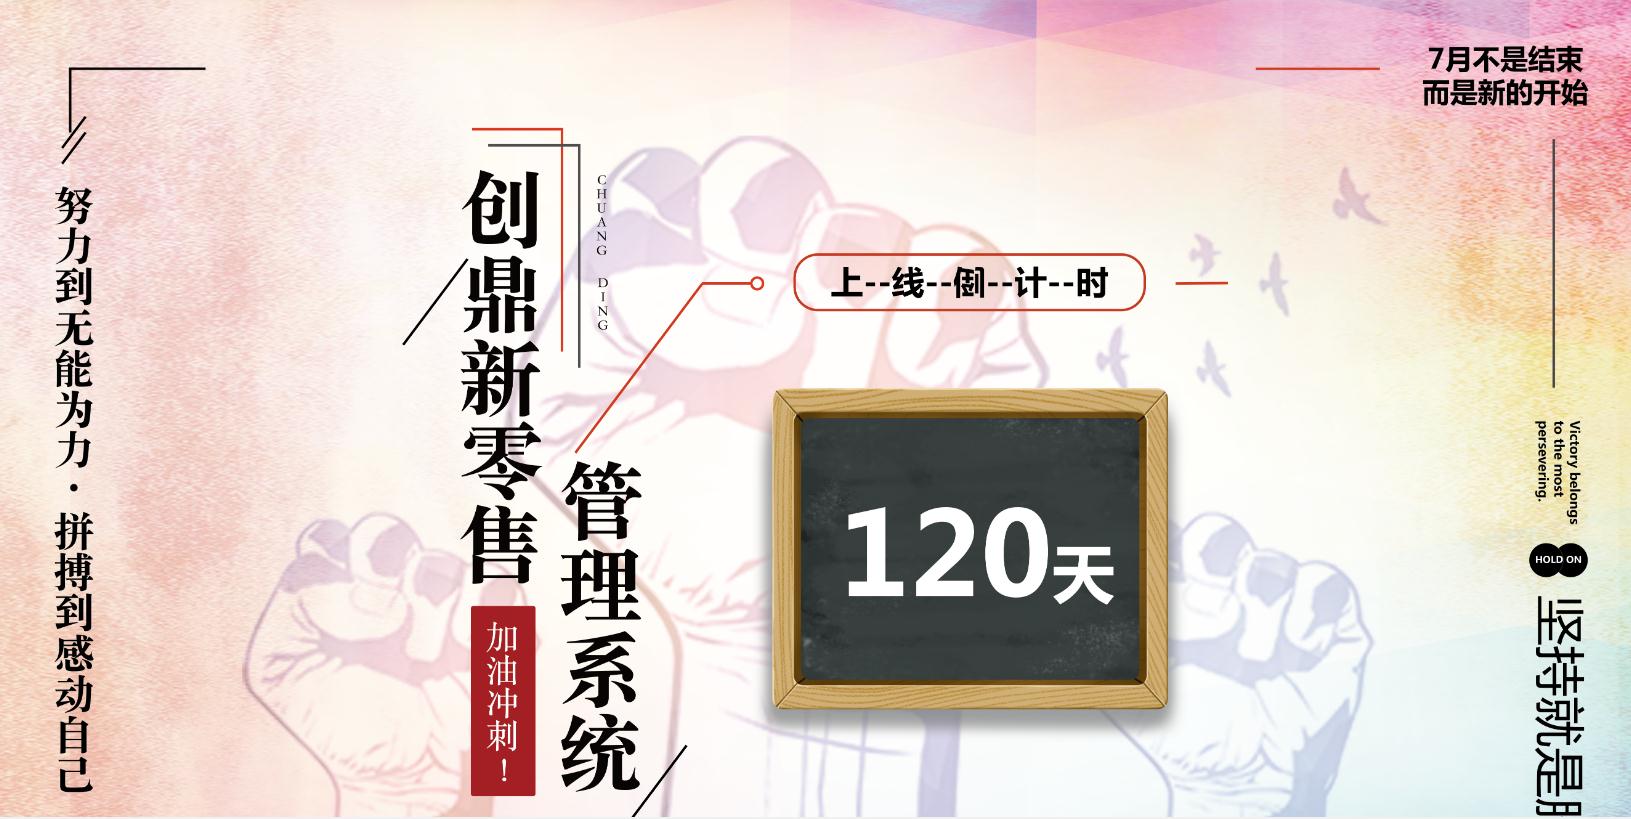 努力到无能为力·拼搏到感动自己
创鼎新零售
管理系统
CHUANG DING
加油冲刺！
上--线--倒--计--时
120天
7月不是结束
而是新的开始
Victory belongs
to the most
persevering.
HOLD ON
坚持就是